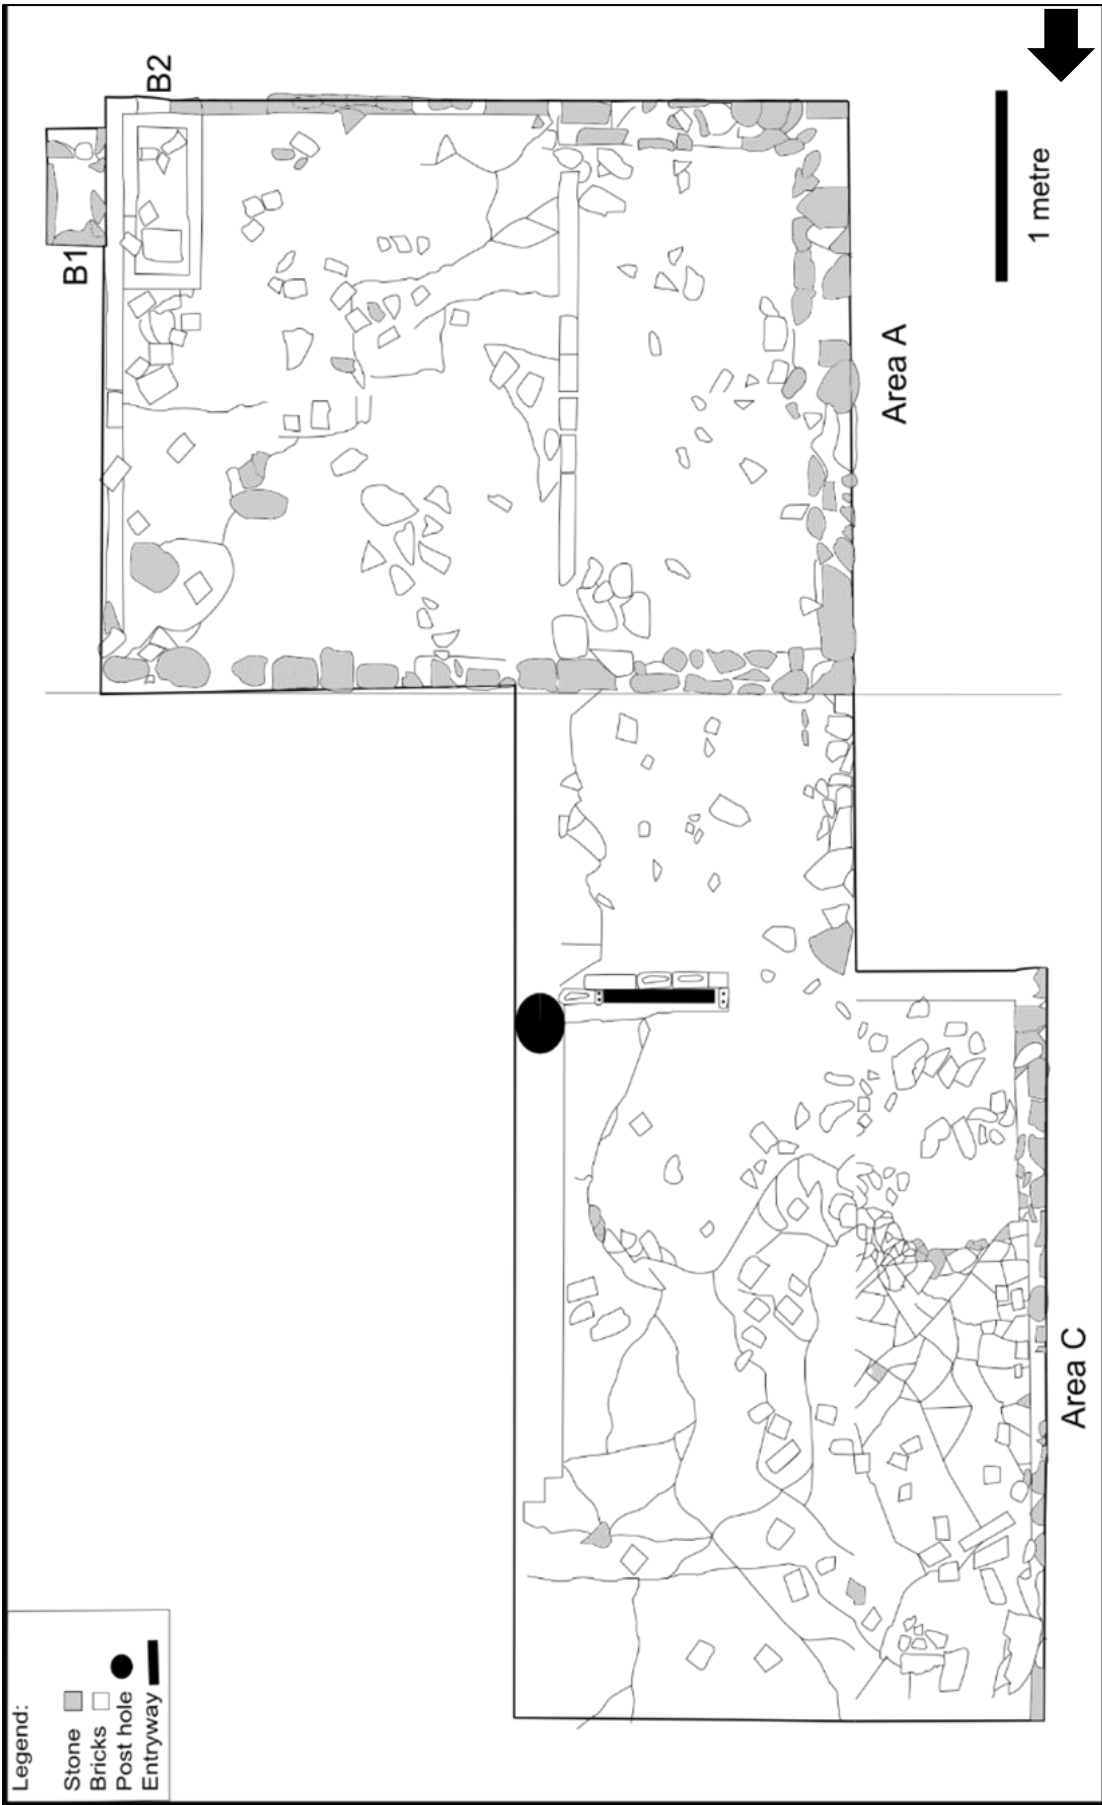 B2
B1
1 metre
Area A
Area C
Legend:
Stone
Bricks
Post hole
Entryway